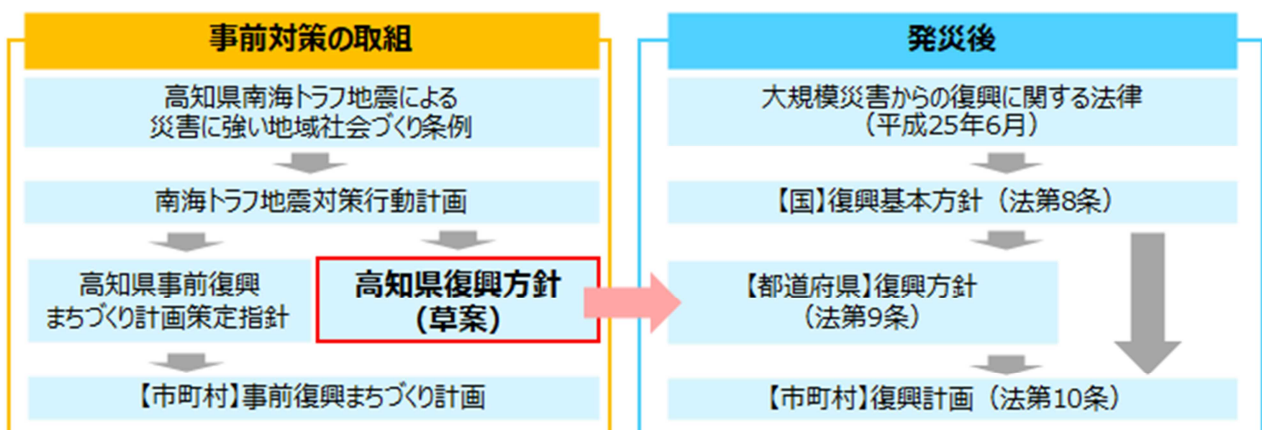 事前対策の取組
高知県南海トラフ地震による
災害に強い地域社会づくり条例
南海トラフ地震対策行動計画
高知県事前復興
まちづくり計画策定指針
高知県復興方針
(草案)
【市町村】事前復興まちづくり計画
発災後
大規模災害からの復興に関する法律
（平成25年6月）
【国】復興基本方針（法第8条）
【都道府県】復興方針
（法第9条）
【市町村】復興計画（法第10条）